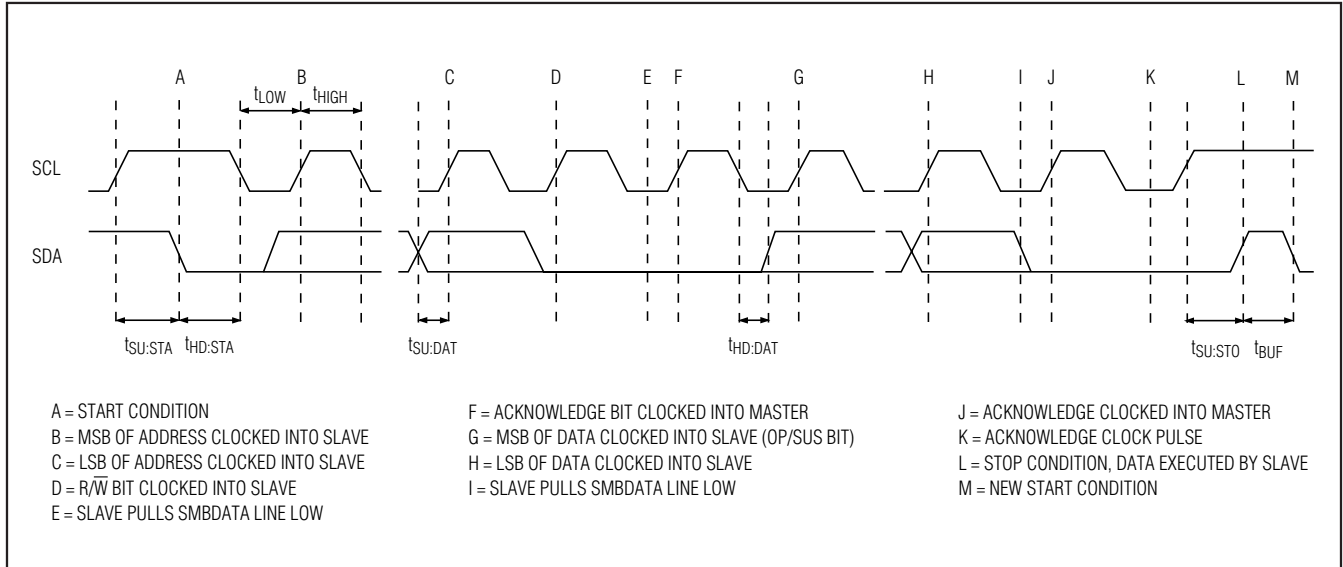 A B C D E F G H I J K L M
tLOW tHIGH
SCL
SDA
tSU:STA tHD:STA tSU:DAT tHD:DAT tSU:STO tBUF
A = START CONDITION
B = MSB OF ADDRESS CLOCKED INTO SLAVE
C = LSB OF ADDRESS CLOCKED INTO SLAVE
D = R/W̅ BIT CLOCKED INTO SLAVE
E = SLAVE PULLS SMBDATA LINE LOW
F = ACKNOWLEDGE BIT CLOCKED INTO MASTER
G = MSB OF DATA CLOCKED INTO SLAVE (OP/SUS BIT)
H = LSB OF DATA CLOCKED INTO SLAVE
I = SLAVE PULLS SMBDATA LINE LOW
J = ACKNOWLEDGE CLOCKED INTO MASTER
K = ACKNOWLEDGE CLOCK PULSE
L = STOP CONDITION, DATA EXECUTED BY SLAVE
M = NEW START CONDITION